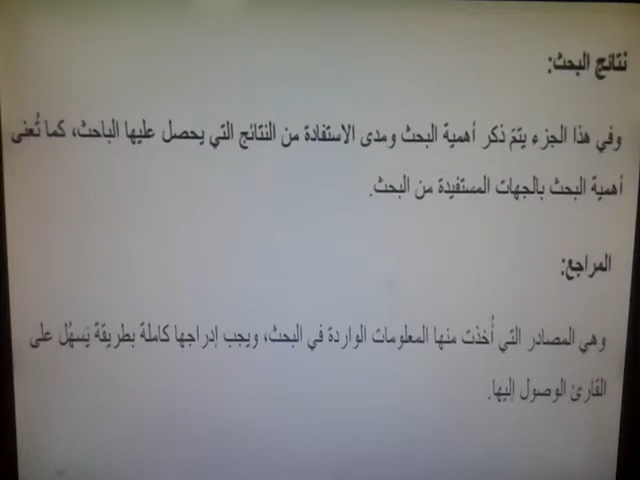 نتائج البحث:
وفي هذا الجزء يتمّ ذكر أهمية البحث ومدى الاستفادة من النتائج التي يحصل عليها الباحث، كما تُعنى
أهمية البحث بالجهات المستفيدة من البحث.
المراجع:
وهي المصادر التي أُخذت منها المعلومات الواردة في البحث، ويجب إدراجها كاملة بطريقة يَسهُل على
القارئ الوصول إليها.